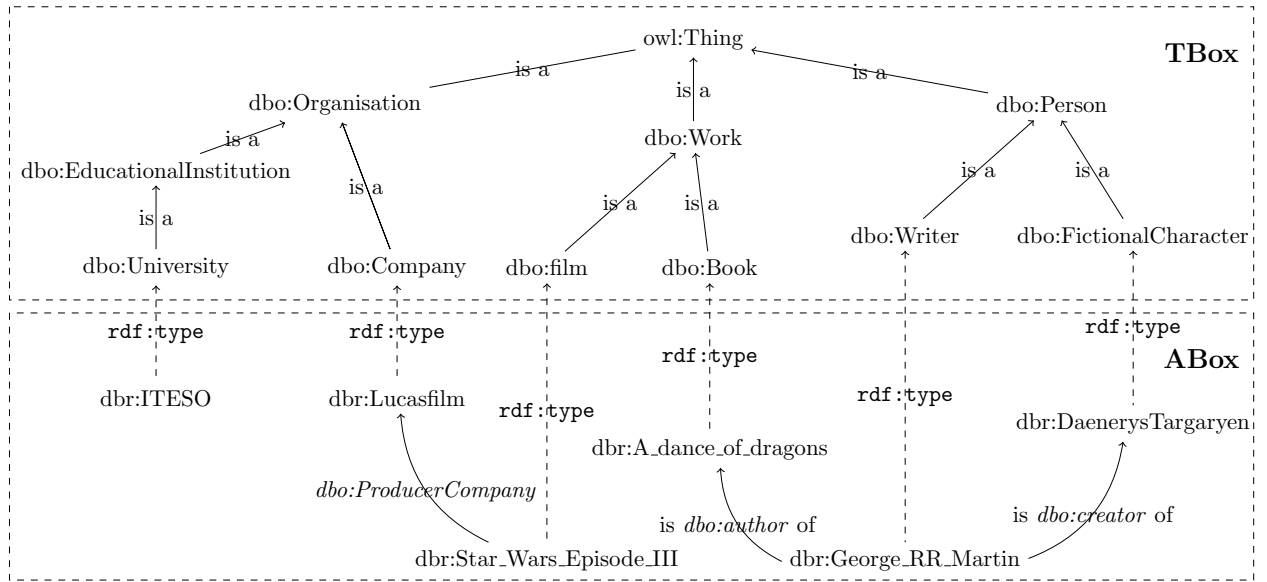 owl:Thing
TBox
is a
is a
is a
dbo:Organisation
dbo:Person
dbo:Work
is a
dbo:EducationalInstitution
is a
is a
is a
is a
is a
is a
dbo:Writer
dbo:FictionalCharacter
dbo:University
dbo:Company
dbo:film
dbo:Book
rdf:type
rdf:type
rdf:type
rdf:type
ABox
dbr:ITESO
dbr:Lucasfilm
rdf:type
rdf:type
dbr:DaenerysTargaryen
dbr:A_dance_of_dragons
dbo:ProducerCompany
is dbo:author of
is dbo:creator of
dbr:Star_Wars_Episode_III
dbr:George_RR_Martin